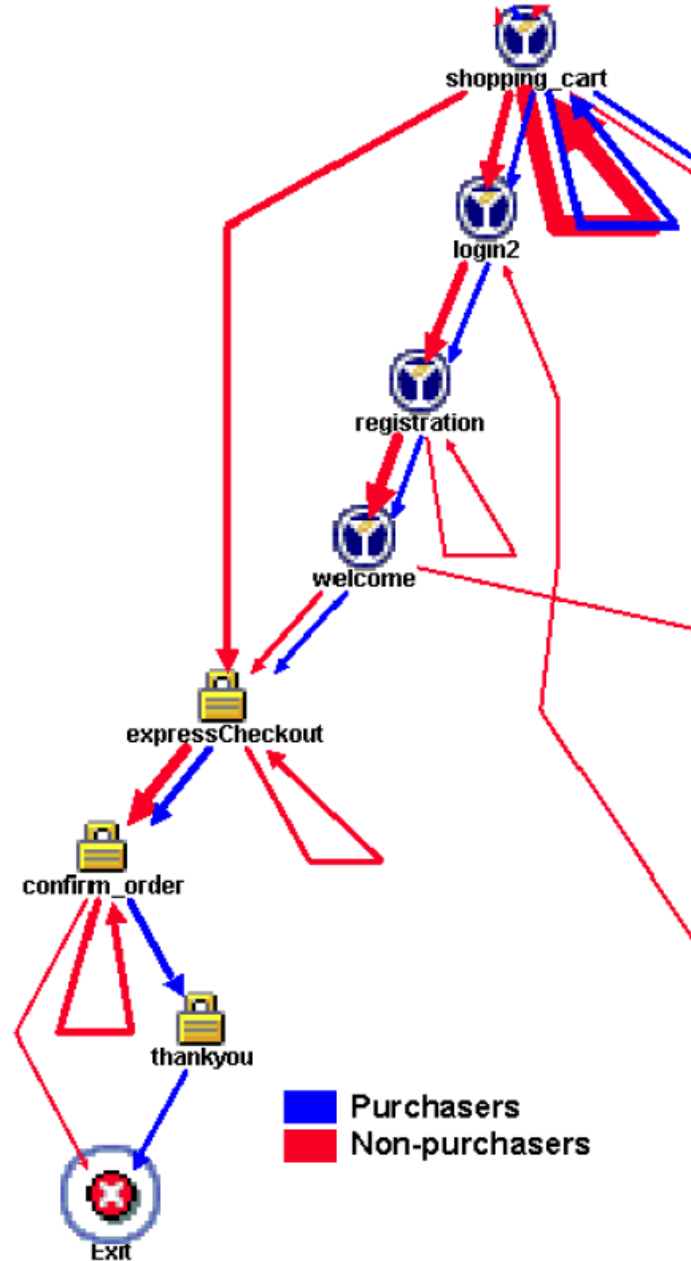 shopping_cart
login2
registration
welcome
expressCheckout
confirm_order
thankyou
Purchasers
Non-purchasers
Exit